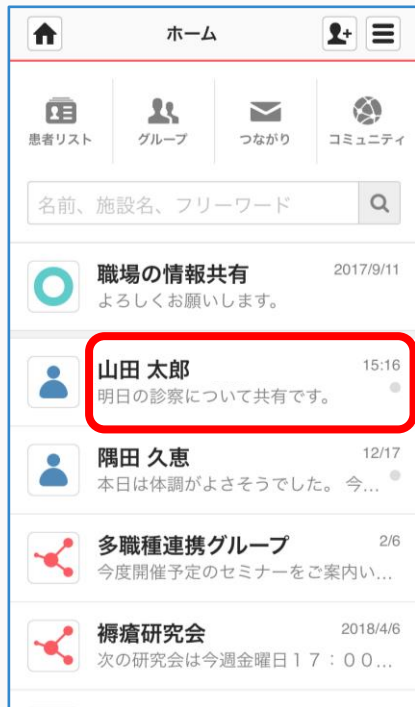 ホーム
患者リスト
グループ
つながり
コミュニティ
名前、施設名、フリーワード
職場の情報共有
2017/9/11
よろしくお願いします。
山田 太郎
15:16
明日の診察について共有です。
隅田 久恵
12/17
本日は体調がよさそうでした。 今...
多職種連携グループ
2/6
今度開催予定のセミナーをご案内い...
褥瘡研究会
2018/4/6
次の研究会は今週金曜日17：00...